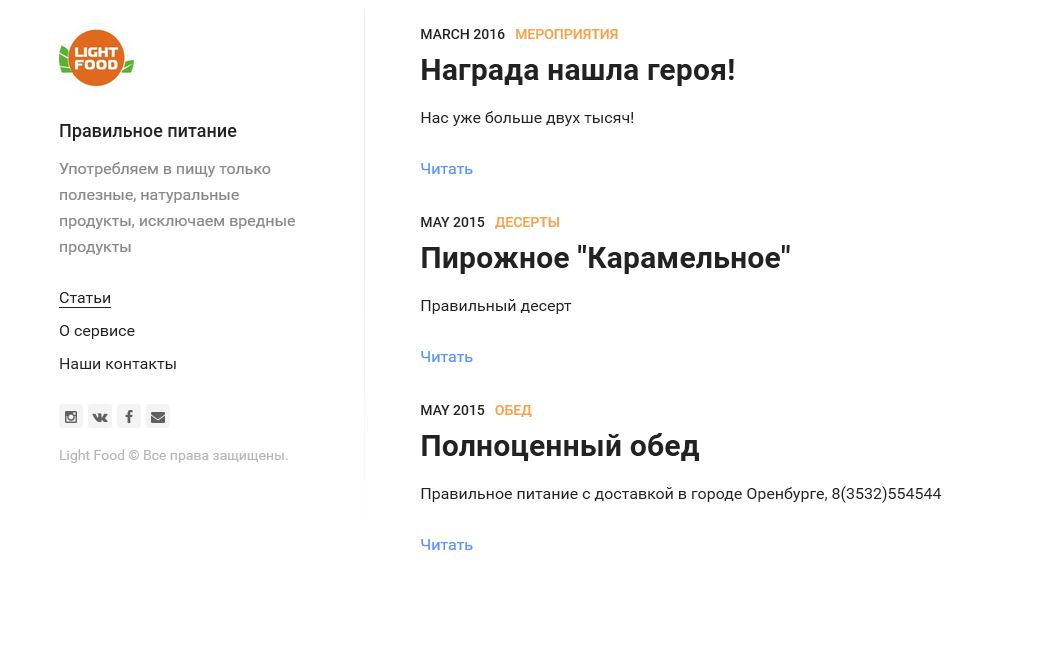 LIGHT
FOOD
Правильное питание
Употребляем в пищу только
полезные, натуральные
продукты, исключаем вредные
продукты
Статьи
О сервисе
Наши контакты
Light Food © Все права защищены.
MARCH 2016 МЕРОПРИЯТИЯ
Награда нашла героя!
Нас уже больше двух тысяч!
Читать
MAY 2015 ДЕСЕРТЫ
Пирожное "Карамельное"
Правильный десерт
Читать
MAY 2015 ОБЕД
Полноценный обед
Правильное питание с доставкой в городе Оренбурге, 8(3532)554544
Читать